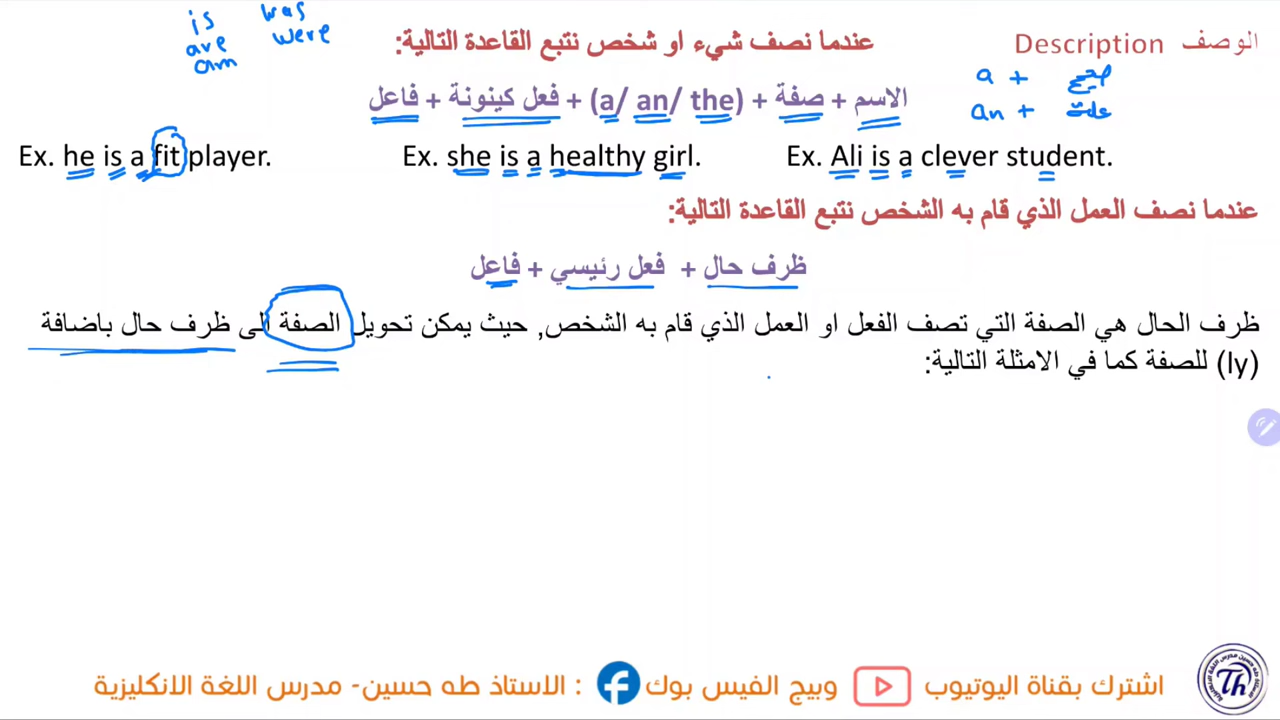 الوصف Description
is was
are were
am
عندما نصف شيء او شخص نتبع القاعدة التالية:
فاعل + فعل كينونة + (a/ an/ the) + صفة + الاسم
a + صحيح
an + علة
Ex. he is a fit player. Ex. she is a healthy girl. Ex. Ali is a clever student.
عندما نصف العمل الذي قام به الشخص نتبع القاعدة التالية:
فاعل + فعل رئيسي + ظرف حال
ظرف الحال هي الصفة التي تصف الفعل او العمل الذي قام به الشخص, حيث يمكن تحويل الصفة الى ظرف حال باضافة
(ly) للصفة كما في الامثلة التالية:
اشترك بقناة اليوتيوب وبيج الفيس بوك : الاستاذ طه حسين- مدرس اللغة الانكليزية
Th